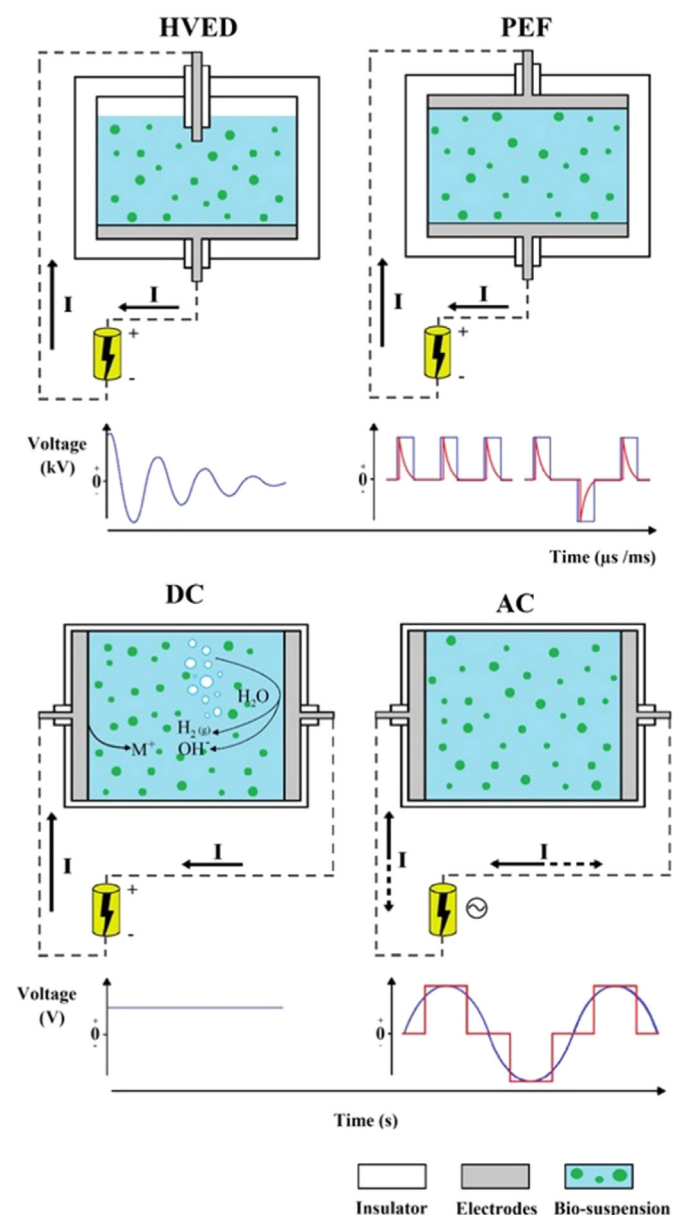 HVED
PEF
I
I
+
-
I
I
+
-
Voltage
(kV)
+
0
-
+
0
-
Time (µs /ms)
DC
AC
H₂O
H₂(g)
OH⁻
M⁺
I
I
+
-
I
I
Voltage
(V)
+
0
-
+
0
-
Time (s)
Insulator
Electrodes
Bio-suspension